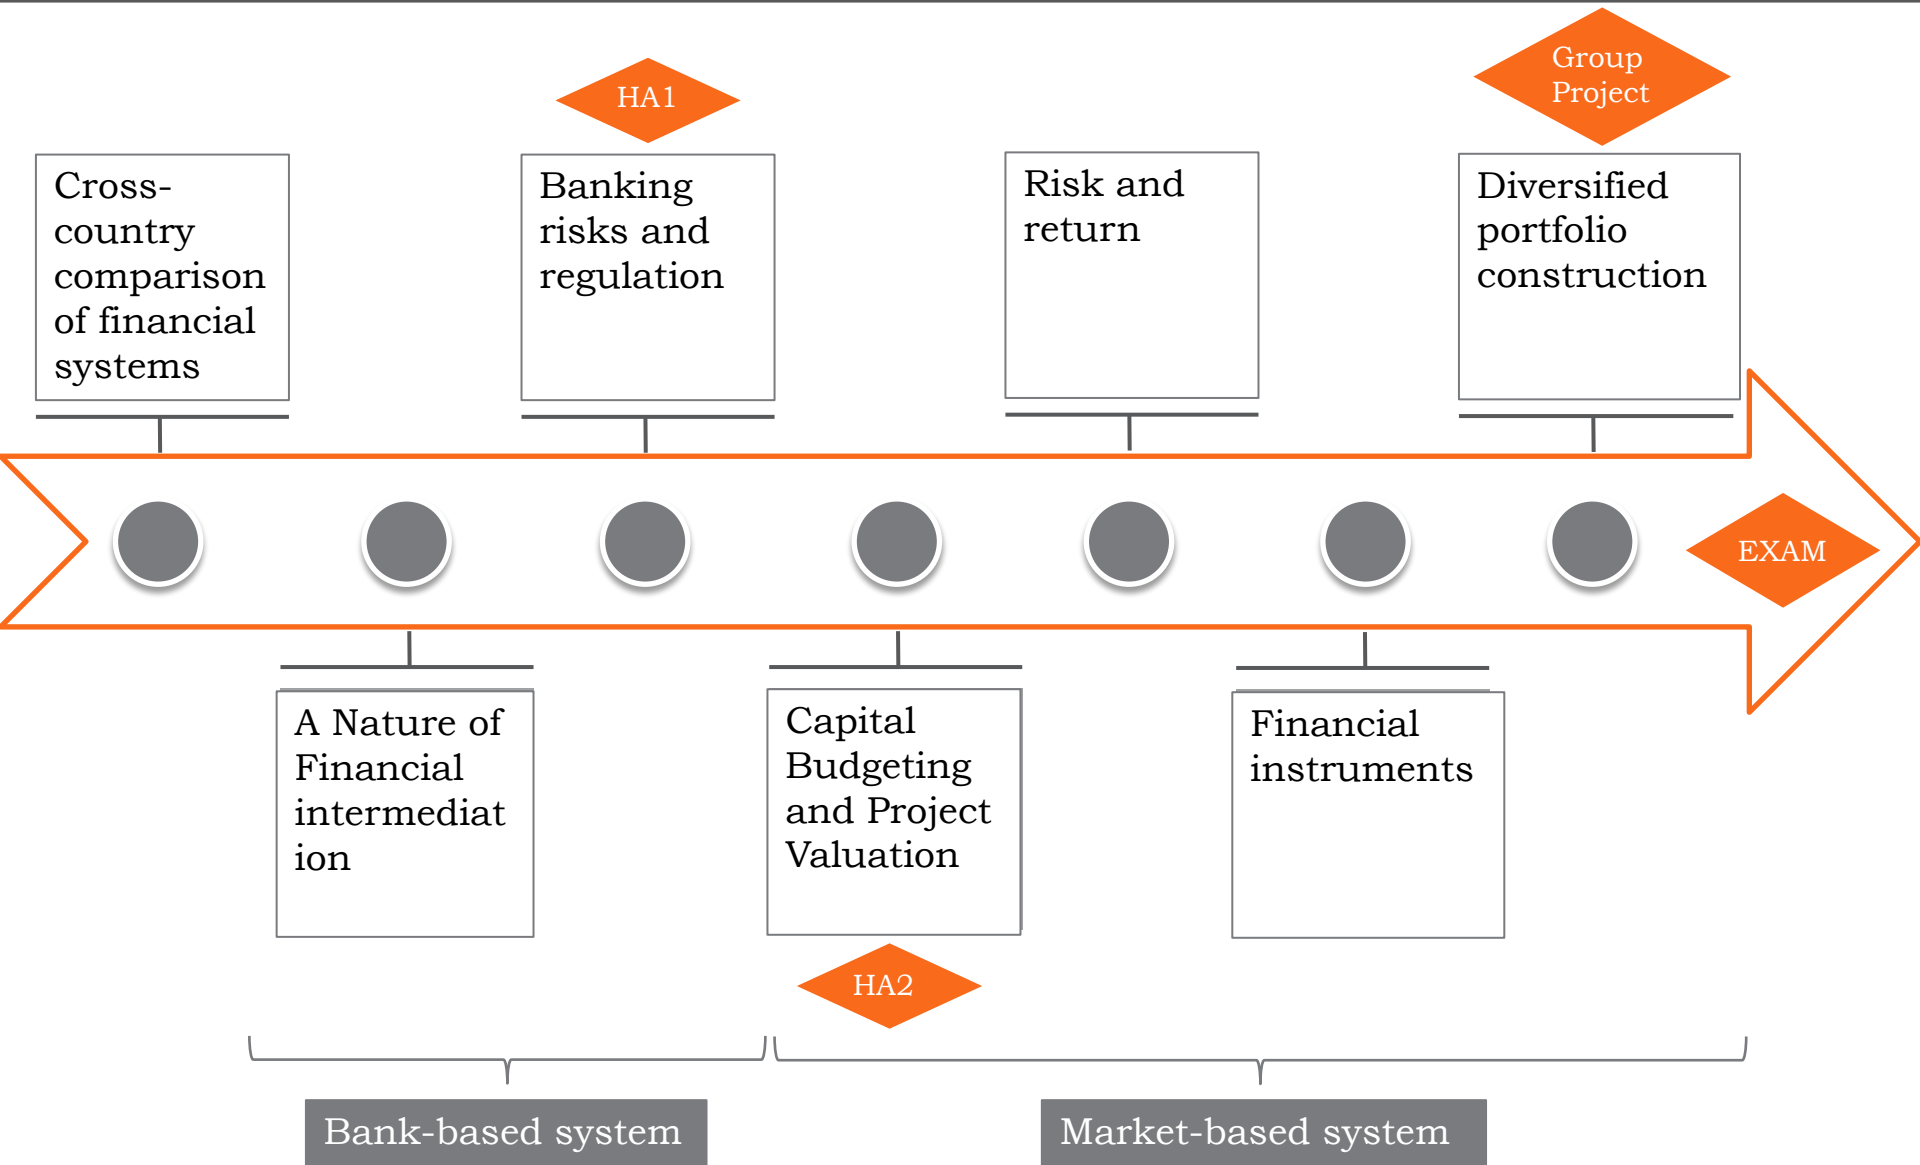 Group
Project
HA1
Cross-
country
comparison
of financial
systems
Banking
risks and
regulation
Risk and
return
Diversified
portfolio
construction
EXAM
A Nature of
Financial
intermediat
ion
Capital
Budgeting
and Project
Valuation
Financial
instruments
HA2
Bank-based system
Market-based system